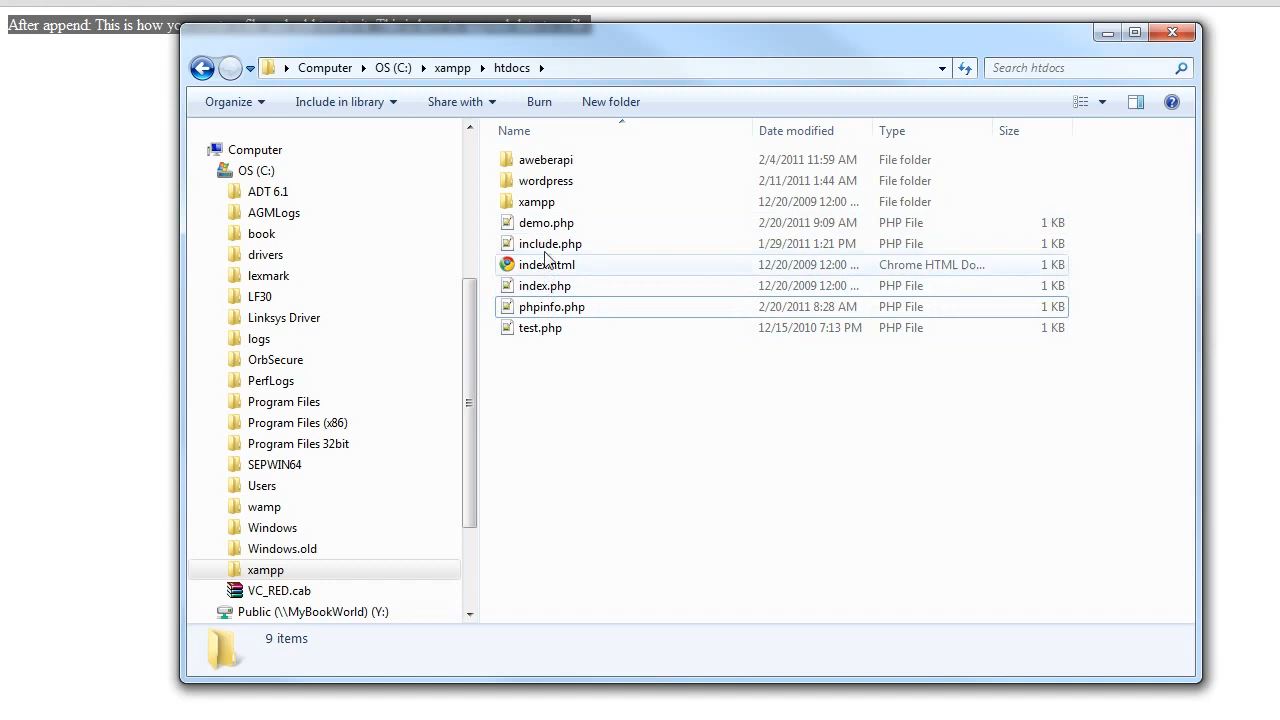 After append: This is how yo
Computer OS (C:) xampp htdocs
Search htdocs
Organize Include in library Share with Burn New folder
Name Date modified Type Size
Computer
OS (C:)
ADT 6.1
AGMLogs
book
drivers
lexmark
LF30
Linksys Driver
logs
OrbSecure
PerfLogs
Program Files
Program Files (x86)
Program Files 32bit
SEPWIN64
Users
wamp
Windows
Windows.old
xampp
VC_RED.cab
Public (\\MyBookWorld) (Y:)
aweberapi 2/4/2011 11:59 AM File folder
wordpress 2/11/2011 1:44 AM File folder
xampp 12/20/2009 12:00 ... File folder
demo.php 2/20/2011 9:09 AM PHP File 1 KB
include.php 1/29/2011 1:21 PM PHP File 1 KB
index.html 12/20/2009 12:00 ... Chrome HTML Do... 1 KB
index.php 12/20/2009 12:00 ... PHP File 1 KB
phpinfo.php 2/20/2011 8:28 AM PHP File 1 KB
test.php 12/15/2010 7:13 PM PHP File 1 KB
9 items